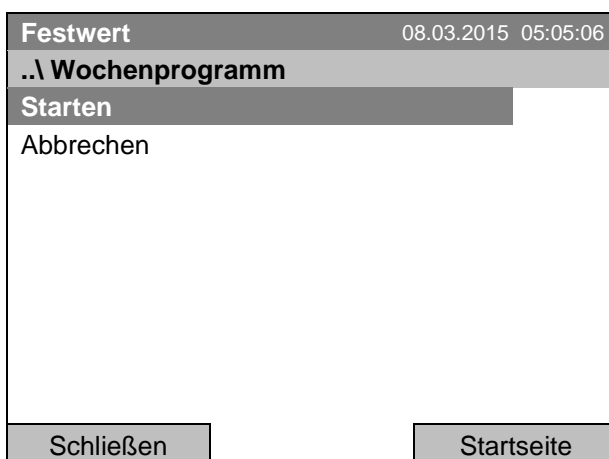 Festwert 08.03.2015 05:05:06
..\ Wochenprogramm
Starten
Abbrechen
Schließen Startseite